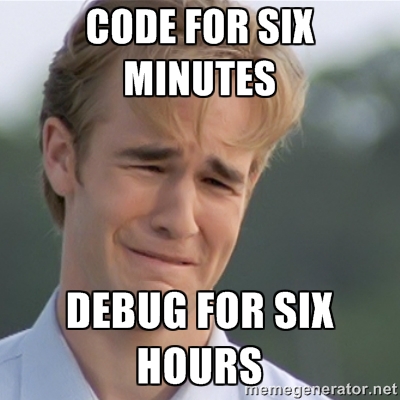 CODE FOR SIX
MINUTES
DEBUG FOR SIX
HOURS
memegenerator.net